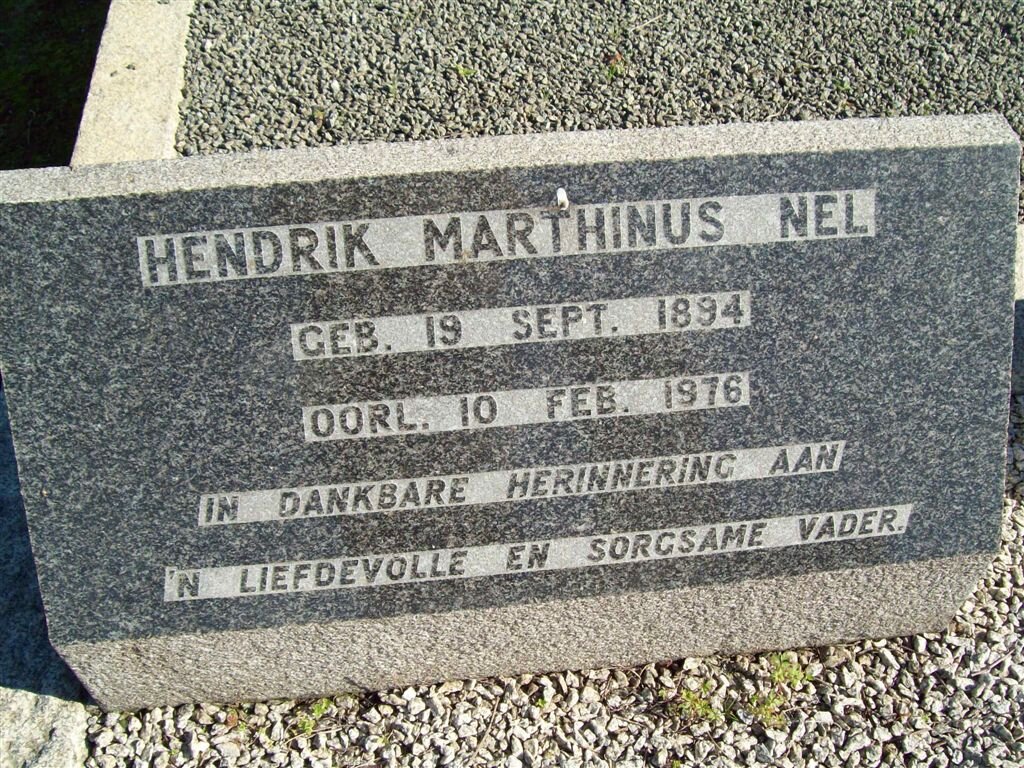 HENDRIK MARTHINUS NEL
GEB. 19 SEPT. 1894
OORL. 10 FEB. 1976
IN DANKBARE HERINNERING AAN
'N LIEFDEVOLLE EN SORGSAME VADER.